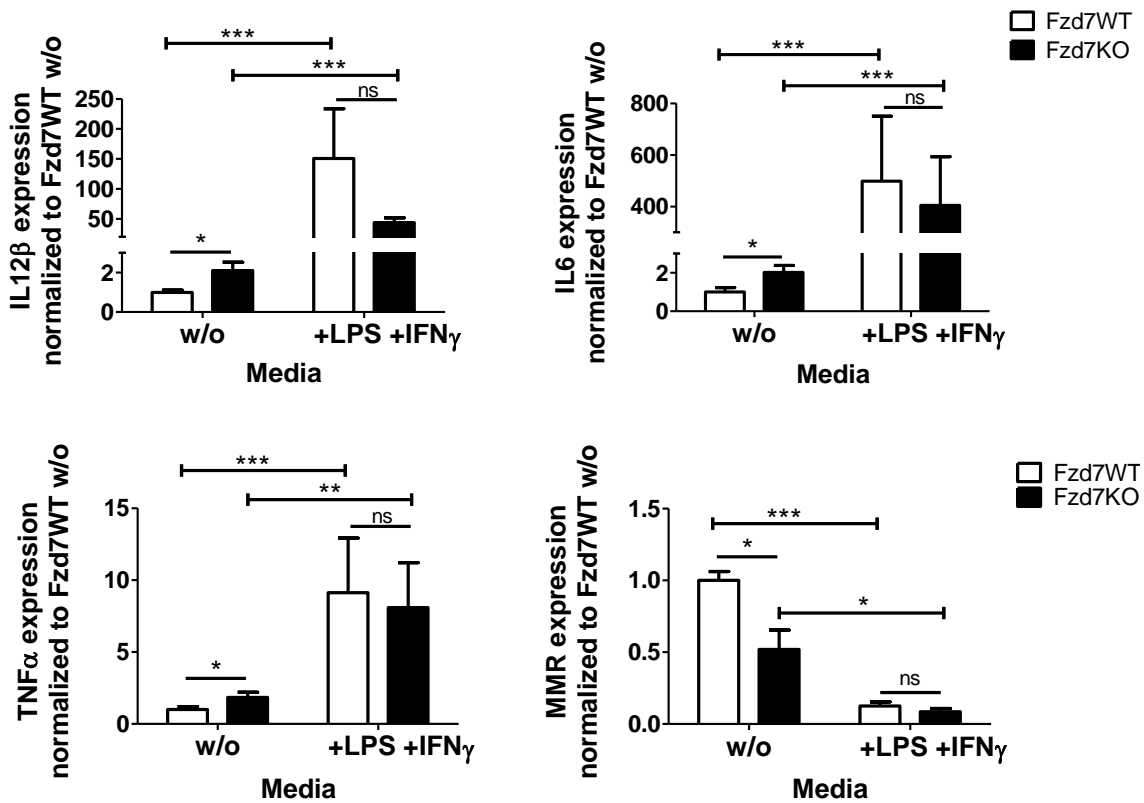 Fzd7WT
Fzd7KO
IL12β expression
normalized to Fzd7WT w/o
***
***
ns
*
250
200
150
100
50
2
0
w/o
+LPS +IFNγ
Media
IL6 expression
normalized to Fzd7WT w/o
***
***
ns
*
800
600
400
2
0
w/o
+LPS +IFNγ
Media
TNFα expression
normalized to Fzd7WT w/o
***
**
ns
*
15
10
5
0
w/o
+LPS +IFNγ
Media
Fzd7WT
Fzd7KO
MMR expression
normalized to Fzd7WT w/o
***
*
*
ns
1.5
1.0
0.5
0.0
w/o
+LPS +IFNγ
Media